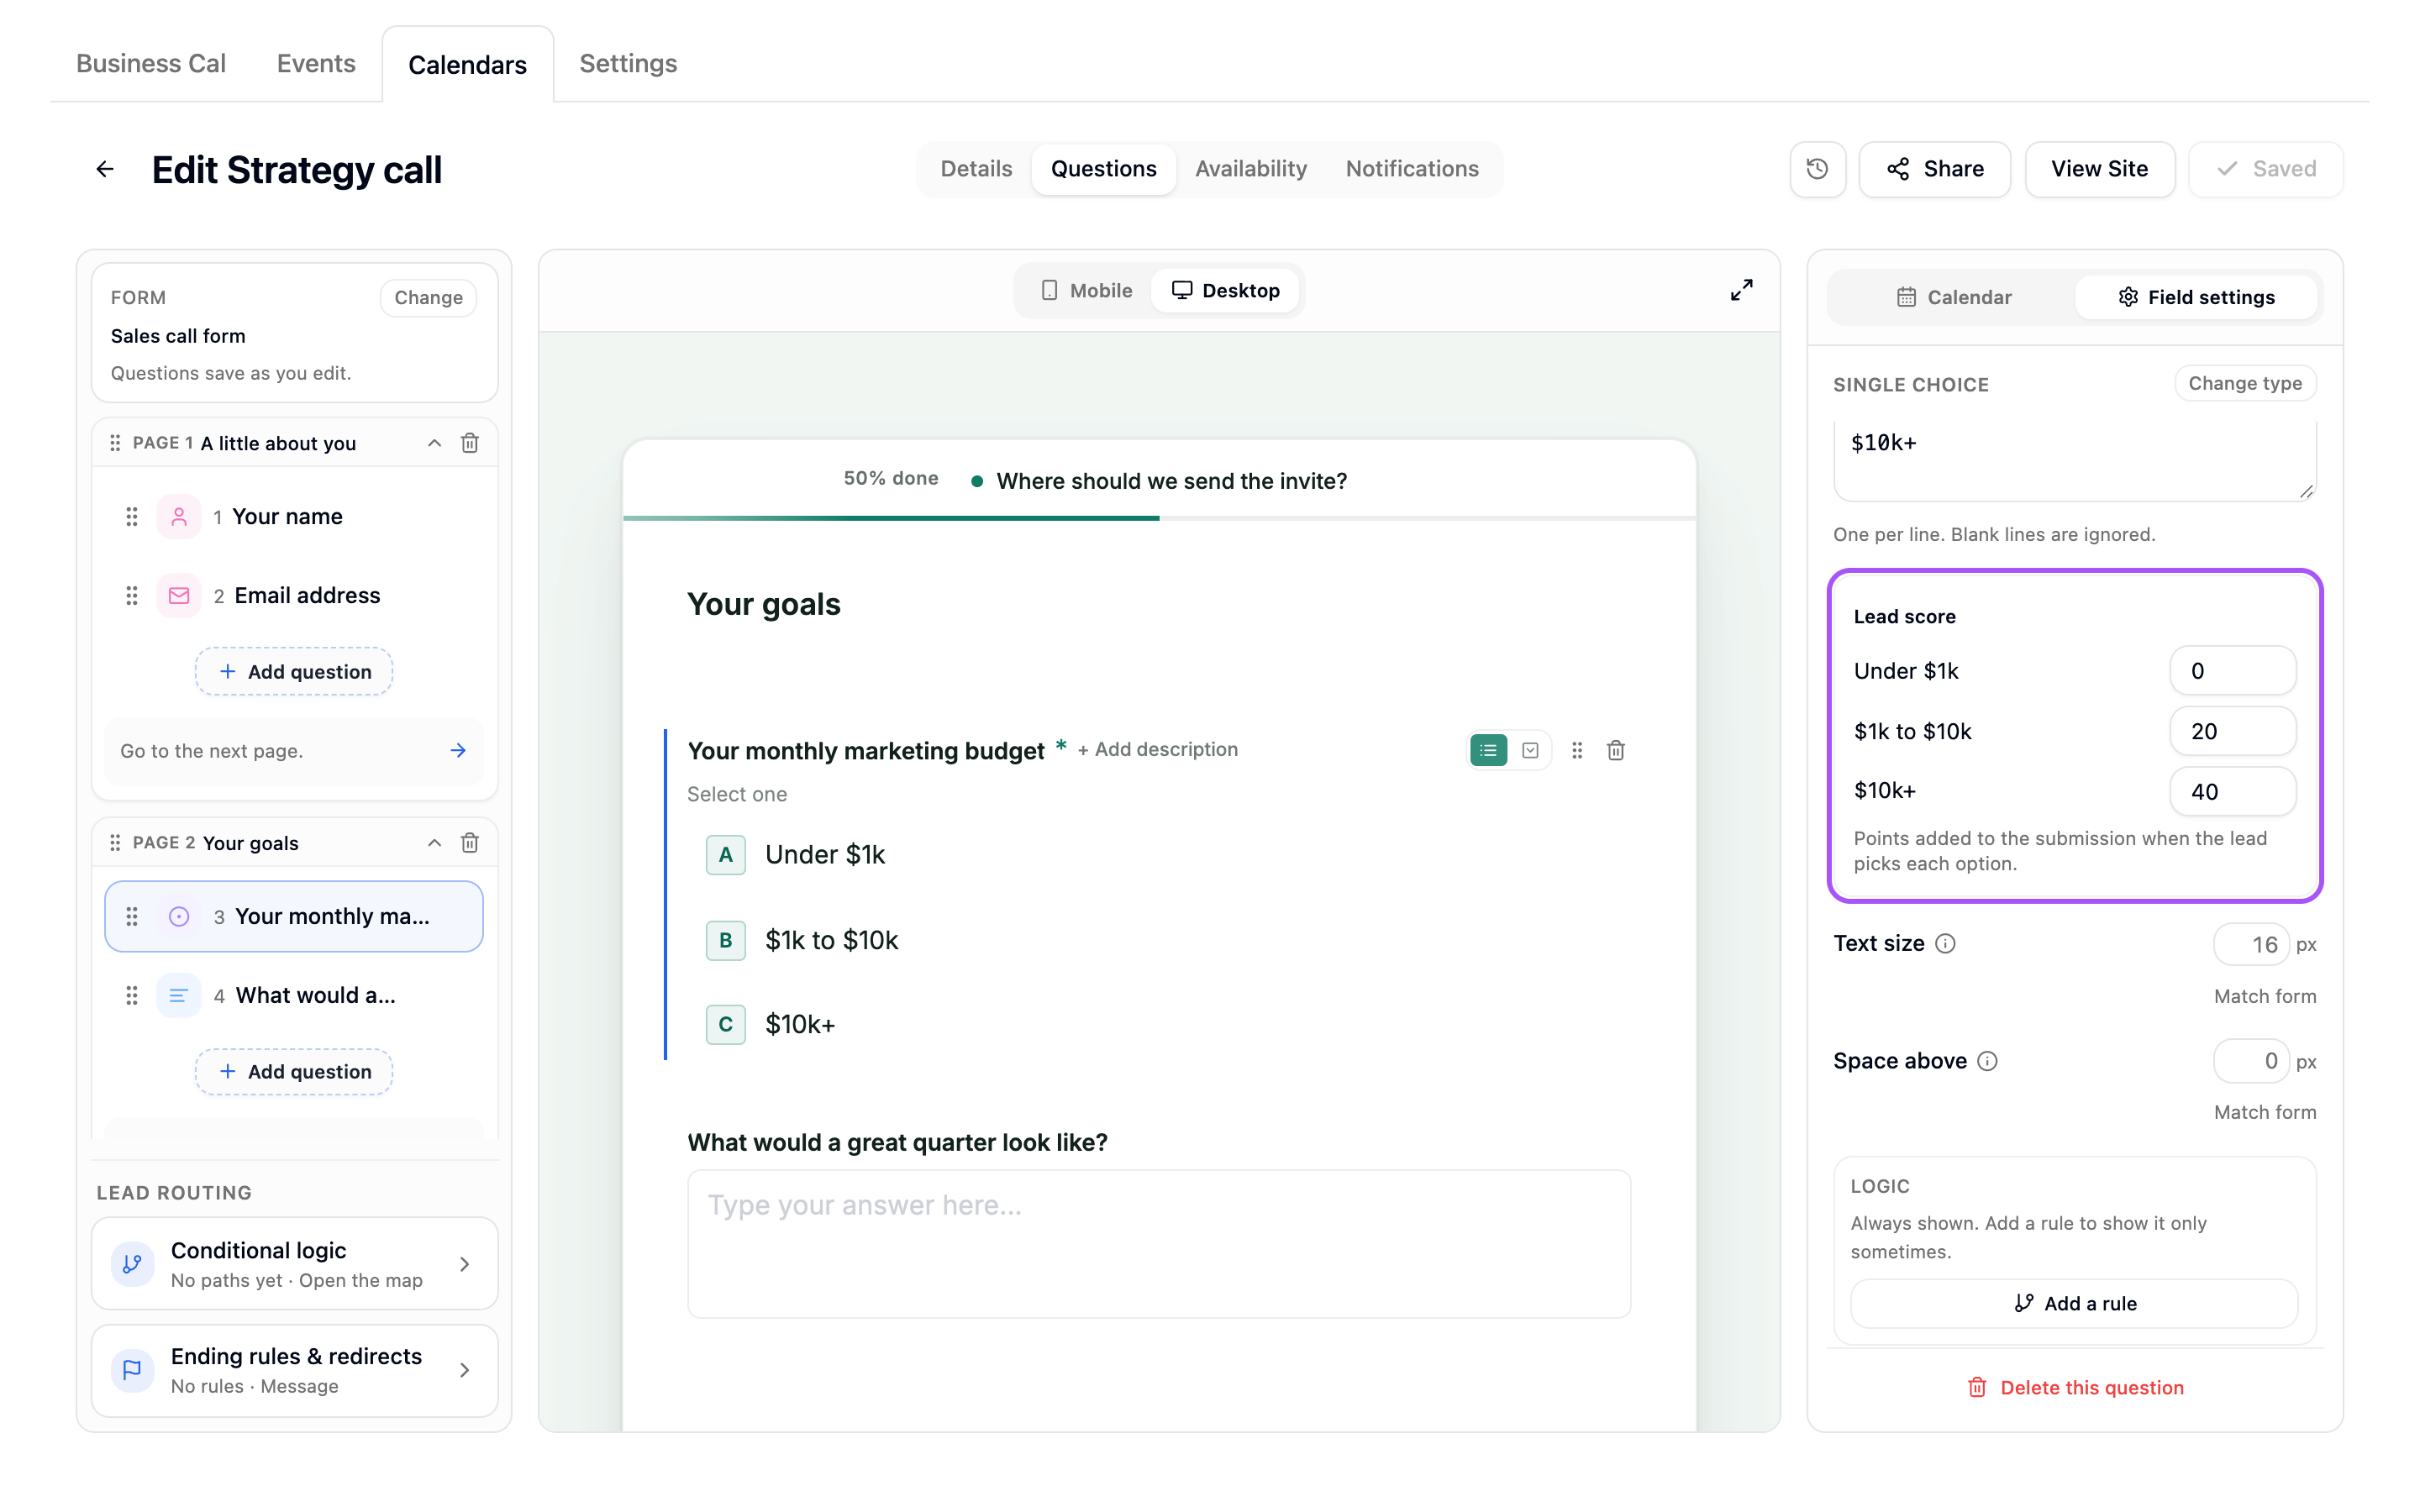 Business Cal
Events
Calendars
Settings
Edit Strategy call
Details
Questions
Availability
Notifications
Share
View Site
Saved
FORM
Change
Sales call form
Questions save as you edit.
PAGE 1 A little about you
1 Your name
2 Email address
Add question
Go to the next page.
PAGE 2 Your goals
3 Your monthly ma...
4 What would a...
Add question
LEAD ROUTING
Conditional logic
No paths yet · Open the map
Ending rules & redirects
No rules · Message
Mobile
Desktop
50% done
Where should we send the invite?
Your goals
Your monthly marketing budget *
+ Add description
Select one
A Under $1k
B $1k to $10k
C $10k+
What would a great quarter look like?
Type your answer here...
Calendar
Field settings
SINGLE CHOICE
Change type
$10k+
One per line. Blank lines are ignored.
Lead score
Under $1k 0
$1k to $10k 20
$10k+ 40
Points added to the submission when the lead
picks each option.
Text size 16 px
Match form
Space above 0 px
Match form
LOGIC
Always shown. Add a rule to show it only
sometimes.
Add a rule
Delete this question